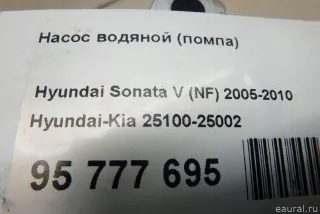 Насос водяной (помпа)
Hyundai Sonata V (NF) 2005-2010
Hyundai-Kia 25100-25002
95 777 695
eaural.ru